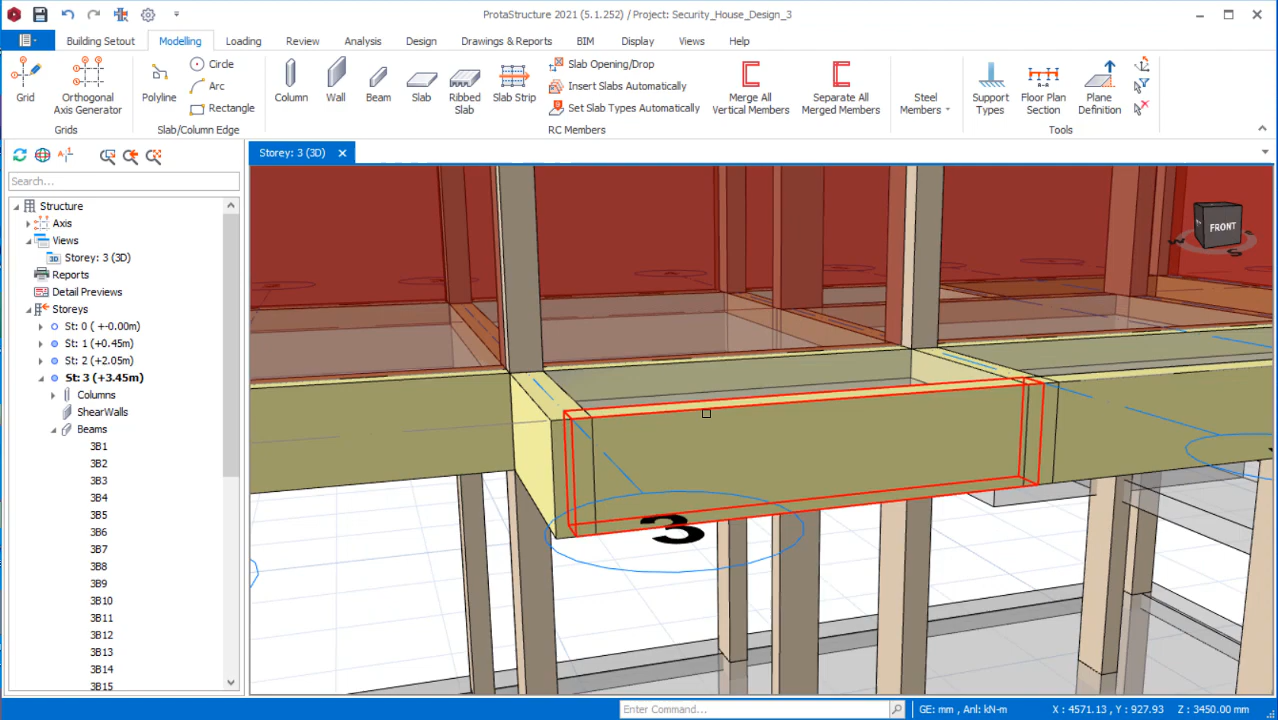 ProtaStructure 2021 (5.1.252) / Project: Security_House_Design_3
Building Setout Modelling Loading Review Analysis Design Drawings & Reports BIM Display Views Help
Grid
Orthogonal
Axis Generator
Grids
Polyline
Circle
Arc
Rectangle
Slab/Column Edge
Column
Wall
Beam
Slab
Ribbed
Slab
Slab Strip
Slab Opening/Drop
Insert Slabs Automatically
Set Slab Types Automatically
RC Members
Merge All
Vertical Members
Separate All
Merged Members
Steel
Members
Support
Types
Floor Plan
Section
Plane
Definition
Tools
Storey: 3 (3D)
Search...
Structure
Axis
Views
3D Storey: 3 (3D)
Reports
Detail Previews
Storeys
St: 0 ( +-0.00m)
St: 1 (+0.45m)
St: 2 (+2.05m)
St: 3 (+3.45m)
Columns
ShearWalls
Beams
3B1
3B2
3B3
3B4
3B5
3B6
3B7
3B8
3B9
3B10
3B11
3B12
3B13
3B14
3B15
FRONT
W
S
3
Enter Command...
GE: mm , Anl: kN-m
X : 4571.13 , Y : 927.93
Z : 3450.00 mm